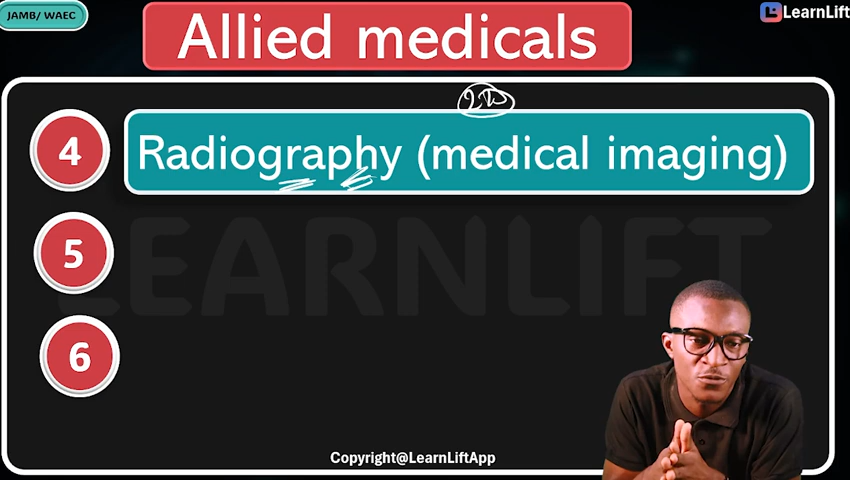 JAMB/ WAEC
Allied medicals
LearnLift
4
Radiography (medical imaging)
5
LEARNLIFT
6
Copyright@LearnLiftApp